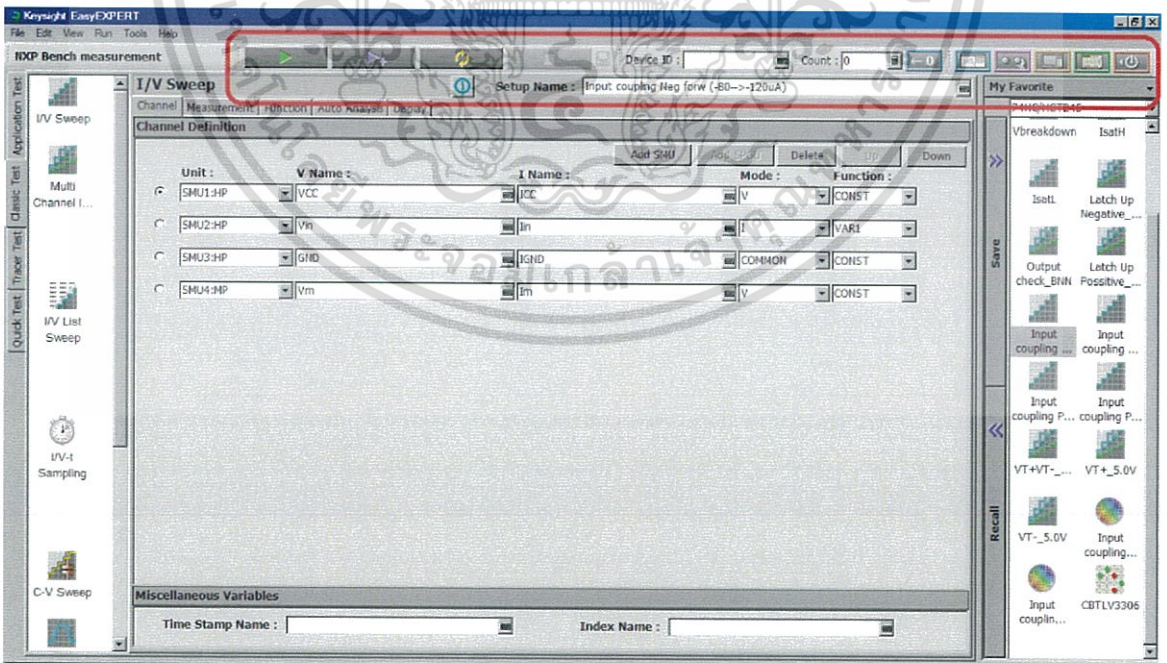 Keysight EasyEXPERT
File Edit View Run Tools Help
NXP Bench measurement
Device ID :
Count : 0
I/V Sweep
Setup Name : Input coupling Neg forw (-80-->-120uA)
My Favorite
Channel Measurement Function Auto Analysis Display
Channel Definition
Add SMU Delete Up Down
Unit : V Name : I Name : Mode : Function :
SMU1:HP VCC ICC V CONST
SMU2:HP Vin Iin I VAR1
SMU3:HP GND IGND COMMON CONST
SMU4:MP Vm Im V CONST
Miscellaneous Variables
Time Stamp Name : Index Name :
Application Test
Classic Test
Tracer Test
Quick Test
I/V Sweep
Multi Channel I...
I/V List Sweep
I/V-t Sampling
C-V Sweep
Save
Recall
Vbreakdown IsatH
IsatL Latch Up
Negative_...
Output Latch Up
check_BNN Possitive_...
Input Input
coupling ... coupling ...
Input Input
coupling P... coupling P...
VT+VT-_... VT+_5.0V
VT-_5.0V Input
coupling...
Input CBTLV3306
couplin...